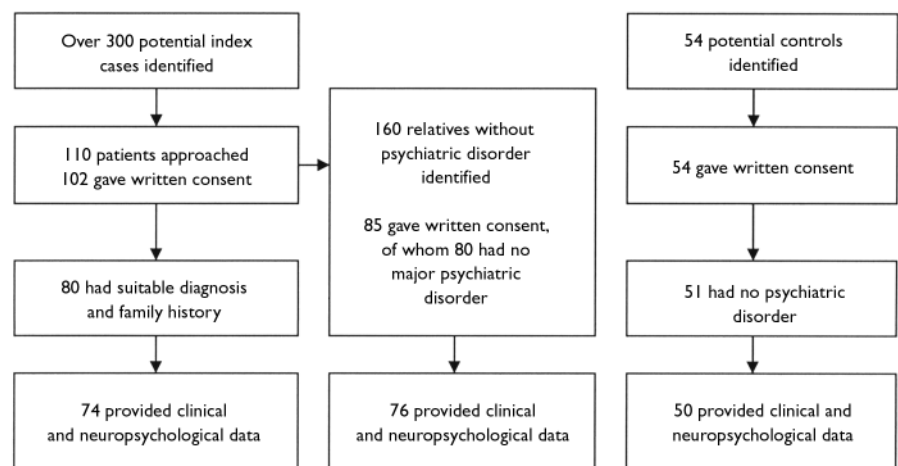 Over 300 potential index
cases identified
110 patients approached
102 gave written consent
80 had suitable diagnosis
and family history
74 provided clinical
and neuropsychological data
160 relatives without
psychiatric disorder
identified
85 gave written consent,
of whom 80 had no
major psychiatric
disorder
76 provided clinical
and neuropsychological data
54 potential controls
identified
54 gave written consent
51 had no psychiatric
disorder
50 provided clinical and
neuropsychological data